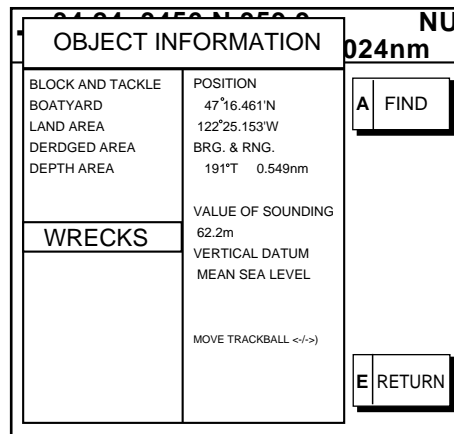 NU
024nm
OBJECT INFORMATION
BLOCK AND TACKLE
BOATYARD
LAND AREA
DERDGED AREA
DEPTH AREA
WRECKS
POSITION
47°16.461'N
122°25.153'W
BRG. & RNG.
191°T 0.549nm
VALUE OF SOUNDING
62.2m
VERTICAL DATUM
MEAN SEA LEVEL
MOVE TRACKBALL <-/->)
A FIND
E RETURN